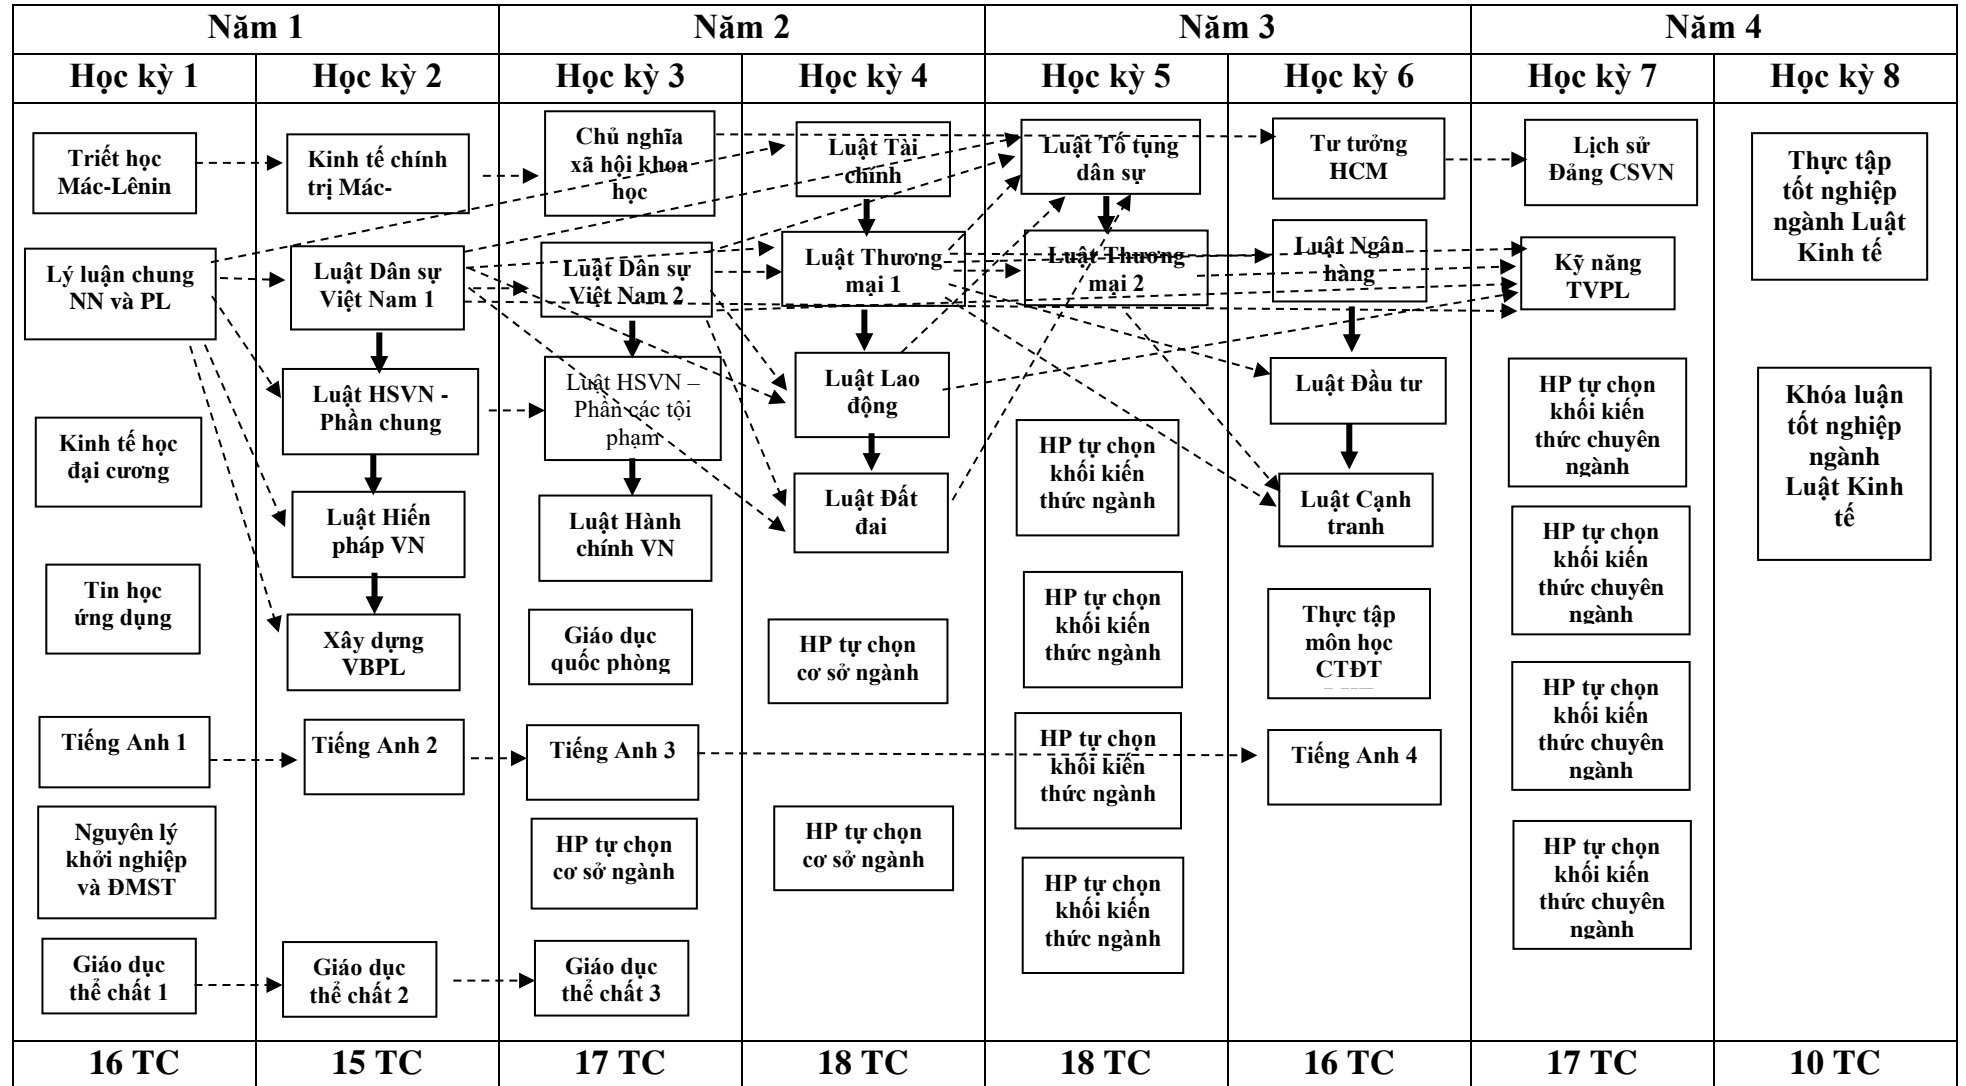 Năm 1
Năm 2
Năm 3
Năm 4
Học kỳ 1
Học kỳ 2
Học kỳ 3
Học kỳ 4
Học kỳ 5
Học kỳ 6
Học kỳ 7
Học kỳ 8
Triết học
Mác-Lênin
Lý luận chung
NN và PL
Kinh tế học
đại cương
Tin học
ứng dụng
Tiếng Anh 1
Nguyên lý
khởi nghiệp
và ĐMST
Giáo dục
thể chất 1
Kinh tế chính
trị Mác-
Luật Dân sự
Việt Nam 1
Luật HSVN -
Phần chung
Luật Hiến
pháp VN
Xây dựng
VBPL
Tiếng Anh 2
Giáo dục
thể chất 2
Chủ nghĩa
xã hội khoa
học
Luật Dân sự
Việt Nam 2
Luật HSVN –
Phần các tội
phạm
Luật Hành
chính VN
Giáo dục
quốc phòng
Tiếng Anh 3
HP tự chọn
cơ sở ngành
Giáo dục
thể chất 3
Luật Tài
chính
Luật Thương
mại 1
Luật Lao
động
Luật Đất
đai
HP tự chọn
cơ sở ngành
HP tự chọn
cơ sở ngành
Luật Tố tụng
dân sự
Luật Thương
mại 2
HP tự chọn
khối kiến
thức ngành
HP tự chọn
khối kiến
thức ngành
HP tự chọn
khối kiến
thức ngành
HP tự chọn
khối kiến
thức ngành
Tư tưởng
HCM
Luật Ngân
hàng
Luật Đầu tư
Luật Cạnh
tranh
Thực tập
môn học
CTĐT
Tiếng Anh 4
Lịch sử
Đảng CSVN
Kỹ năng
TVPL
HP tự chọn
khối kiến
thức chuyên
ngành
HP tự chọn
khối kiến
thức chuyên
ngành
HP tự chọn
khối kiến
thức chuyên
ngành
HP tự chọn
khối kiến
thức chuyên
ngành
Thực tập
tốt nghiệp
ngành Luật
Kinh tế
Khóa luận
tốt nghiệp
ngành
Luật Kinh
tế
16 TC
15 TC
17 TC
18 TC
18 TC
16 TC
17 TC
10 TC